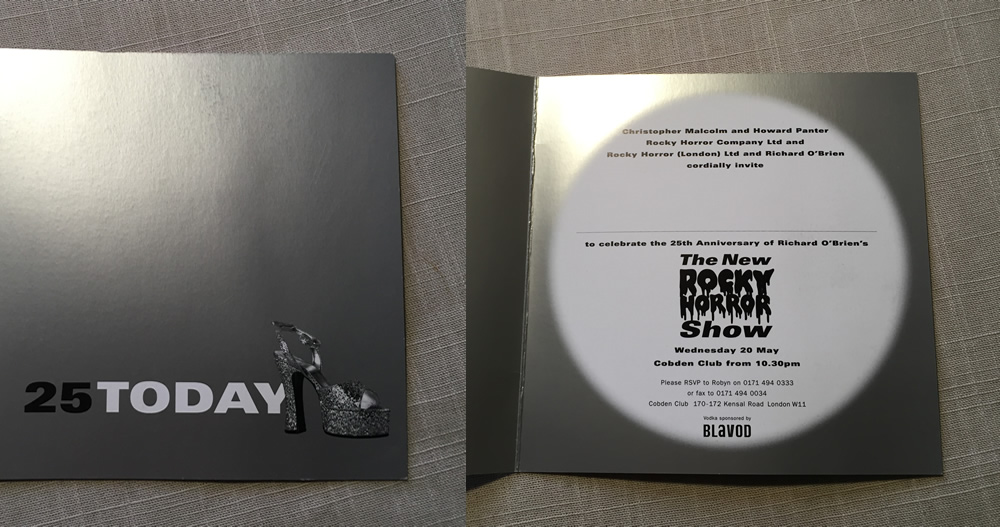 25 TODAY
Christopher Malcolm and Howard Panter
Rocky Horror Company Ltd and
Rocky Horror (London) Ltd and Richard O'Brien
cordially invite
to celebrate the 25th Anniversary of Richard O'Brien's
The New
ROCKY
HORROR
Show
Wednesday 20 May
Cobden Club from 10.30pm
Please RSVP to Robyn on 0171 494 0333
or fax to 0171 494 0034
Cobden Club 170-172 Kensal Road London W11
Vodka sponsored by
BLAVOD